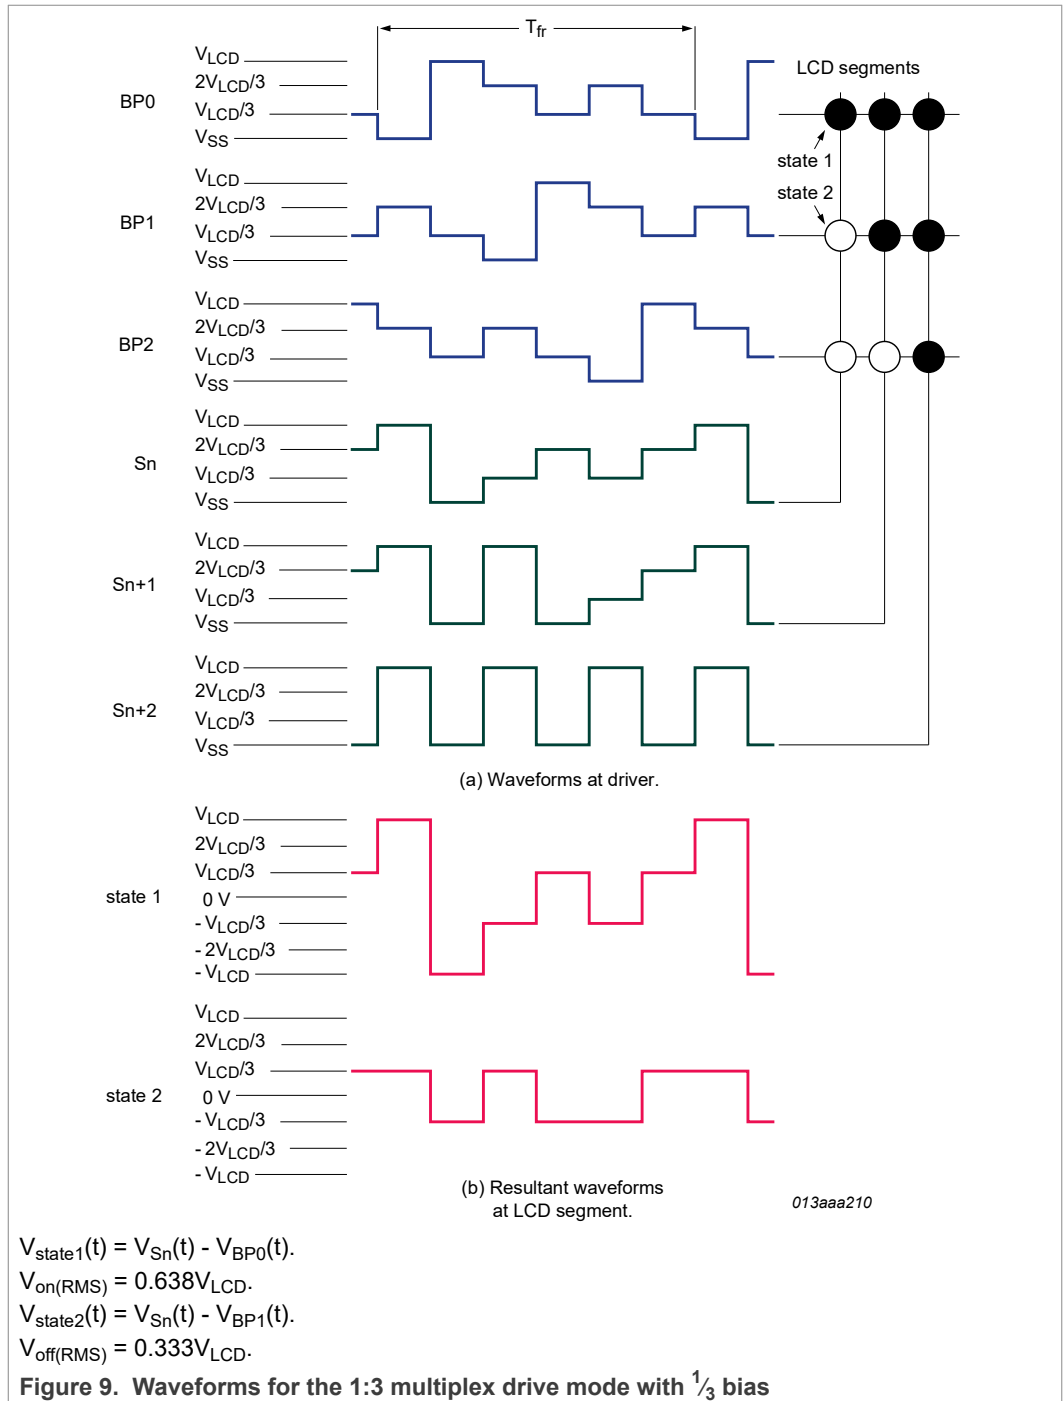 Tfr
VLCD
2VLCD/3
BP0
VLCD/3
VSS
LCD segments
state 1
VLCD
2VLCD/3
BP1
VLCD/3
VSS
state 2
VLCD
2VLCD/3
BP2
VLCD/3
VSS
VLCD
2VLCD/3
Sn
VLCD/3
VSS
VLCD
2VLCD/3
Sn+1
VLCD/3
VSS
VLCD
2VLCD/3
Sn+2
VLCD/3
VSS
(a) Waveforms at driver.
VLCD
2VLCD/3
VLCD/3
state 1
0 V
- VLCD/3
- 2VLCD/3
- VLCD
VLCD
2VLCD/3
VLCD/3
state 2
0 V
- VLCD/3
- 2VLCD/3
- VLCD
(b) Resultant waveforms
at LCD segment.
013aaa210
Vstate1(t) = VSn(t) - VBP0(t).
Von(RMS) = 0.638VLCD.
Vstate2(t) = VSn(t) - VBP1(t).
Voff(RMS) = 0.333VLCD.
Figure 9. Waveforms for the 1:3 multiplex drive mode with 1/3 bias